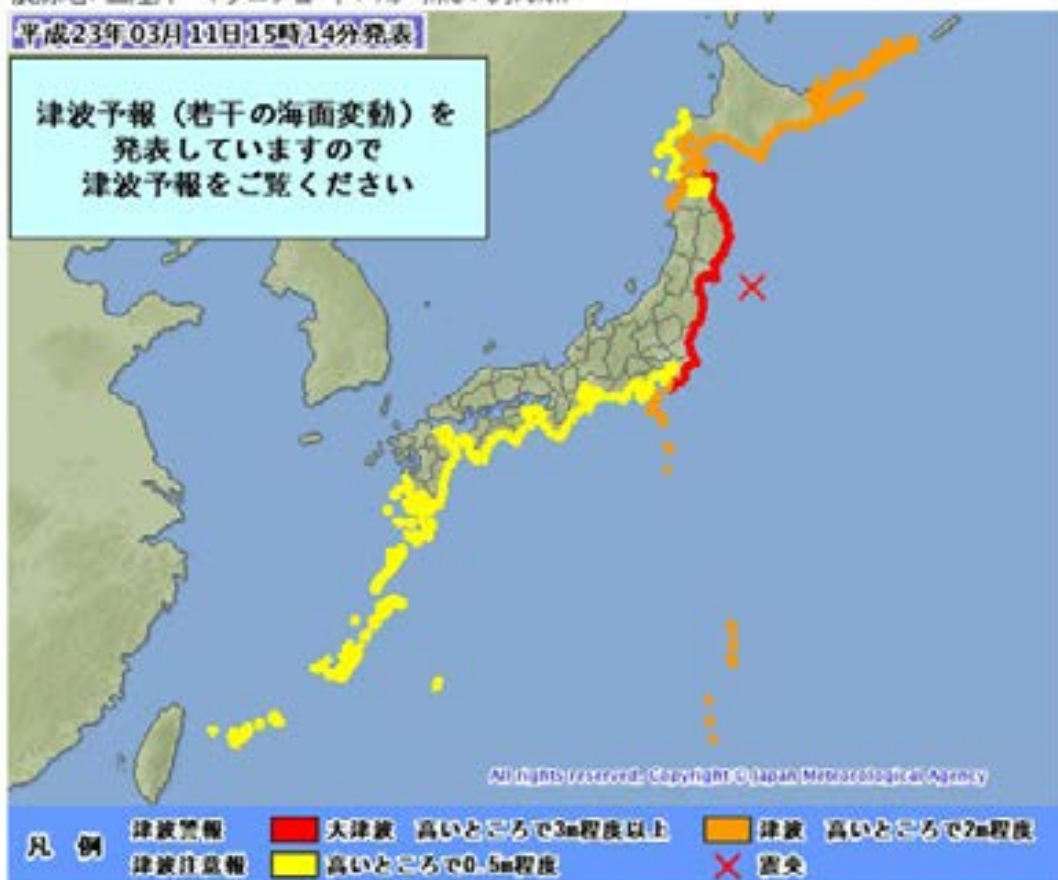 平成23年03月11日15時14分発表
津波予報（若干の海面変動）を
発表していますので
津波予報をご覧ください
All rights reserved. Copyright © Japan Meteorological Agency
凡 例
津波警報 大津波 高いところで3m程度以上 津波 高いところで2m程度
津波注意報 高いところで0.5m程度 震央